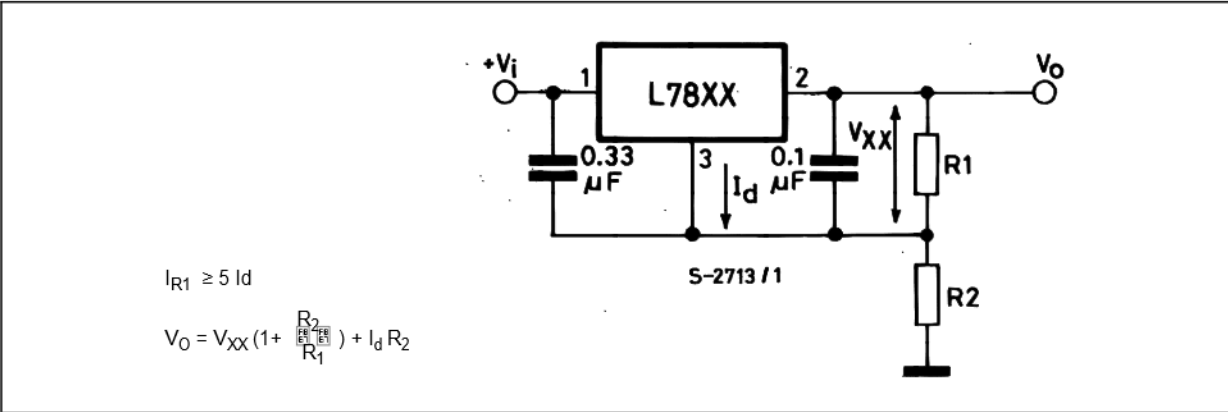 +Vi
1
L78XX
2
VO
0.33
µF
3
Id
0.1
µF
VXX
R1
S-2713/1
R2
IR1 ≥ 5 Id
R2
VO = VXX (1+ ) + Id R2
R1